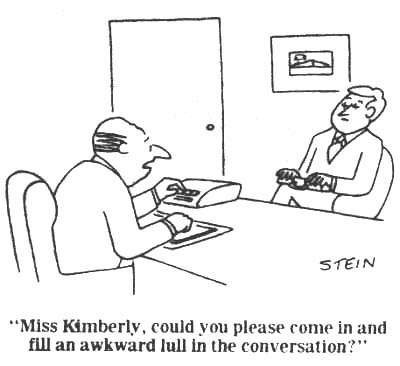 STEIN
"Miss Kimberly, could you please come in and
fill an awkward lull in the conversation?"